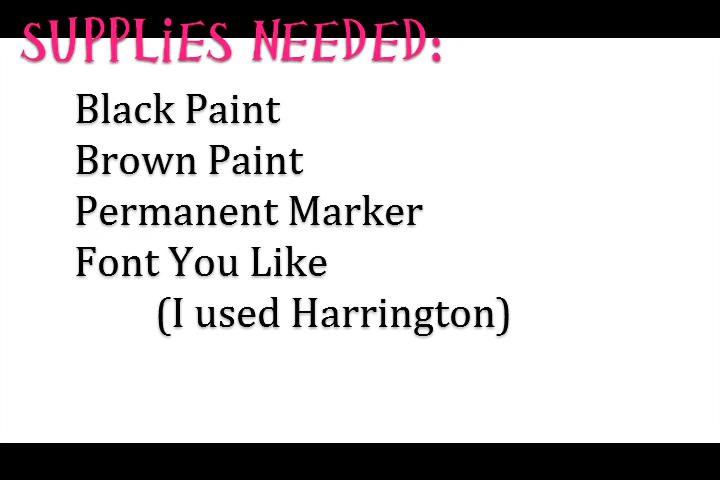 SUPPLiES NEEDED:
Black Paint
Brown Paint
Permanent Marker
Font You Like
(I used Harrington)